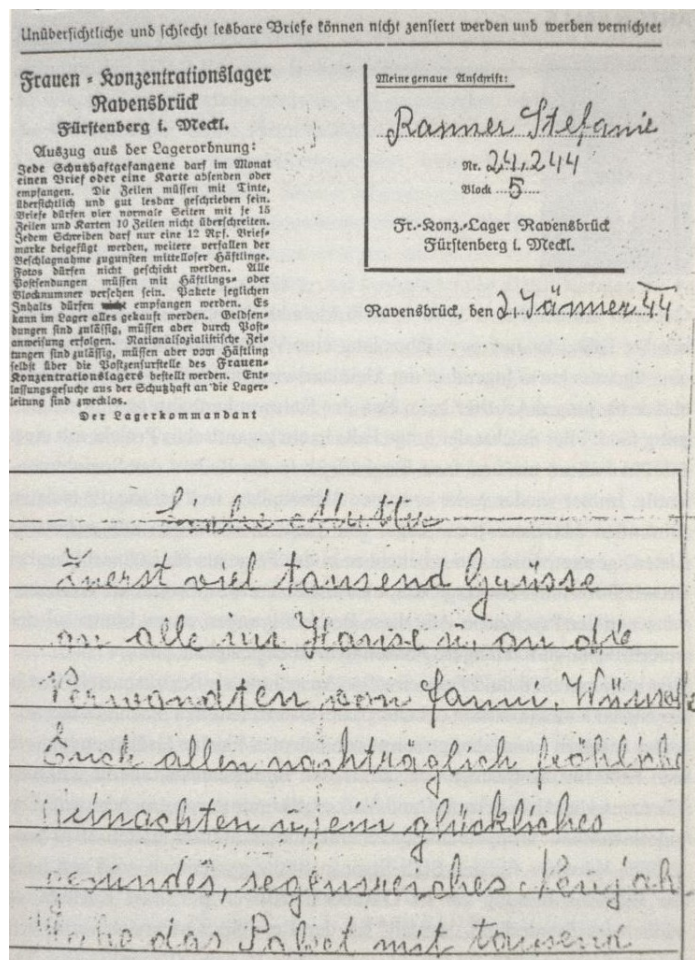 Unübersichtliche und schlecht lesbare Briefe können nicht zensiert werden und werden vernichtet
Frauen-Konzentrationslager
Ravensbrück
Fürstenberg i. Meckl.
Auszug aus der Lagerordnung:
Jede Schutzhaftgefangene darf im Monat
einen Brief oder eine Karte absenden oder
empfangen. Die Zeilen müssen mit Tinte,
übersichtlich und gut lesbar geschrieben sein.
Briefe dürfen vier normale Seiten mit je 15
Zeilen und Karten 10 Zeilen nicht überschreiten.
Jedem Schreiben darf nur eine 12 Rpf. Brief-
marke beigefügt werden, weitere verfallen der
Beschlagnahme zugunsten mittelloser Häftlinge.
Fotos dürfen nicht geschickt werden. Alle
Postsendungen müssen mit Häftlings- oder
Blocknummer versehen sein. Pakete jeglichen
Inhalts dürfen empfangen werden. Es
kann im Lager alles gekauft werden. Geldsen-
dungen sind zulässig, müssen aber durch Post-
anweisung erfolgen. Nationalsozialistische Zei-
tungen sind zulässig, müssen aber vom Häftling
selbst über die Postzensurstelle des Frauen-
Konzentrationslagers bestellt werden. Ent-
lassungsgesuche aus der Schutzhaft an die Lager-
leitung sind zwecklos.
Der Lagerkommandant
Meine genaue Anschrift:
Ranner Stefanie
Nr. 24.244
Block 5
Fr.-Konz.-Lager Ravensbrück
Fürstenberg i. Meckl.
Ravensbrück, den 2. Jänner 44
Liebe Mutter
Zuerst viel tausend Grüsse
an alle im Hause u. an die
Verwandten, von Wünsche
Euch allen nachträglich fröhliche
u. ein glückliches
gesundes, segensreiches Neujahr
Habe das Paket mit tausend